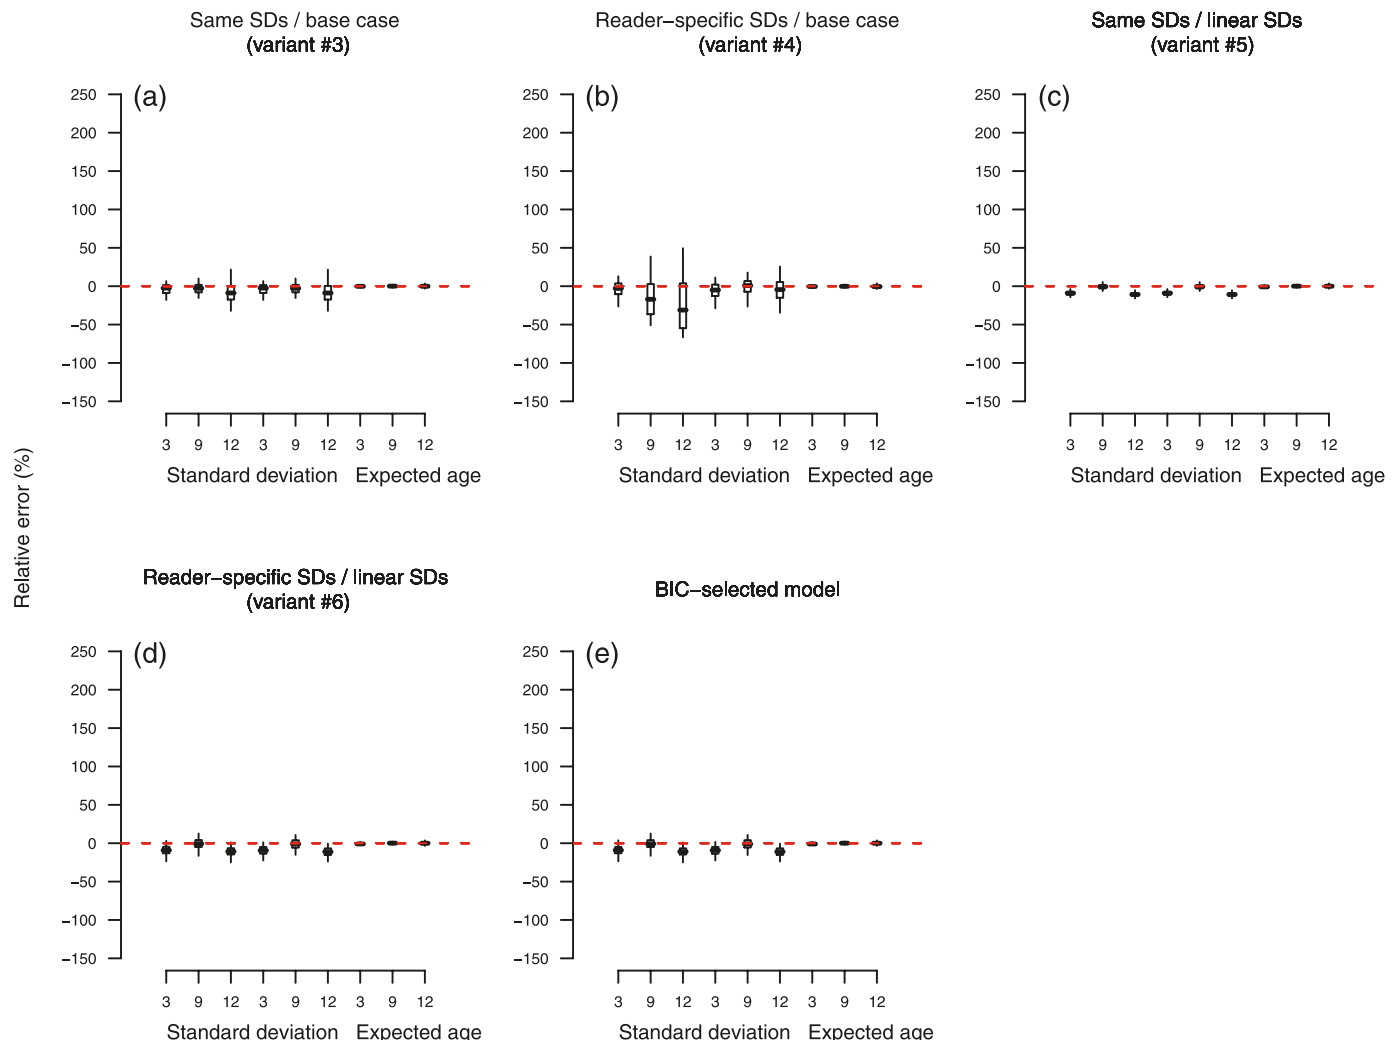 Same SDs / base case
(variant #3)
Reader–specific SDs / base case
(variant #4)
Same SDs / linear SDs
(variant #5)
(a)
250
200
150
100
50
0
−50
−100
−150
3 9 12 3 9 12 3 9 12
Standard deviation Expected age
(b)
250
200
150
100
50
0
−50
−100
−150
3 9 12 3 9 12 3 9 12
Standard deviation Expected age
(c)
250
200
150
100
50
0
−50
−100
−150
3 9 12 3 9 12 3 9 12
Standard deviation Expected age
Relative error (%)
Reader–specific SDs / linear SDs
(variant #6)
BIC–selected model
(d)
250
200
150
100
50
0
−50
−100
−150
3 9 12 3 9 12 3 9 12
Standard deviation Expected age
(e)
250
200
150
100
50
0
−50
−100
−150
3 9 12 3 9 12 3 9 12
Standard deviation Expected age